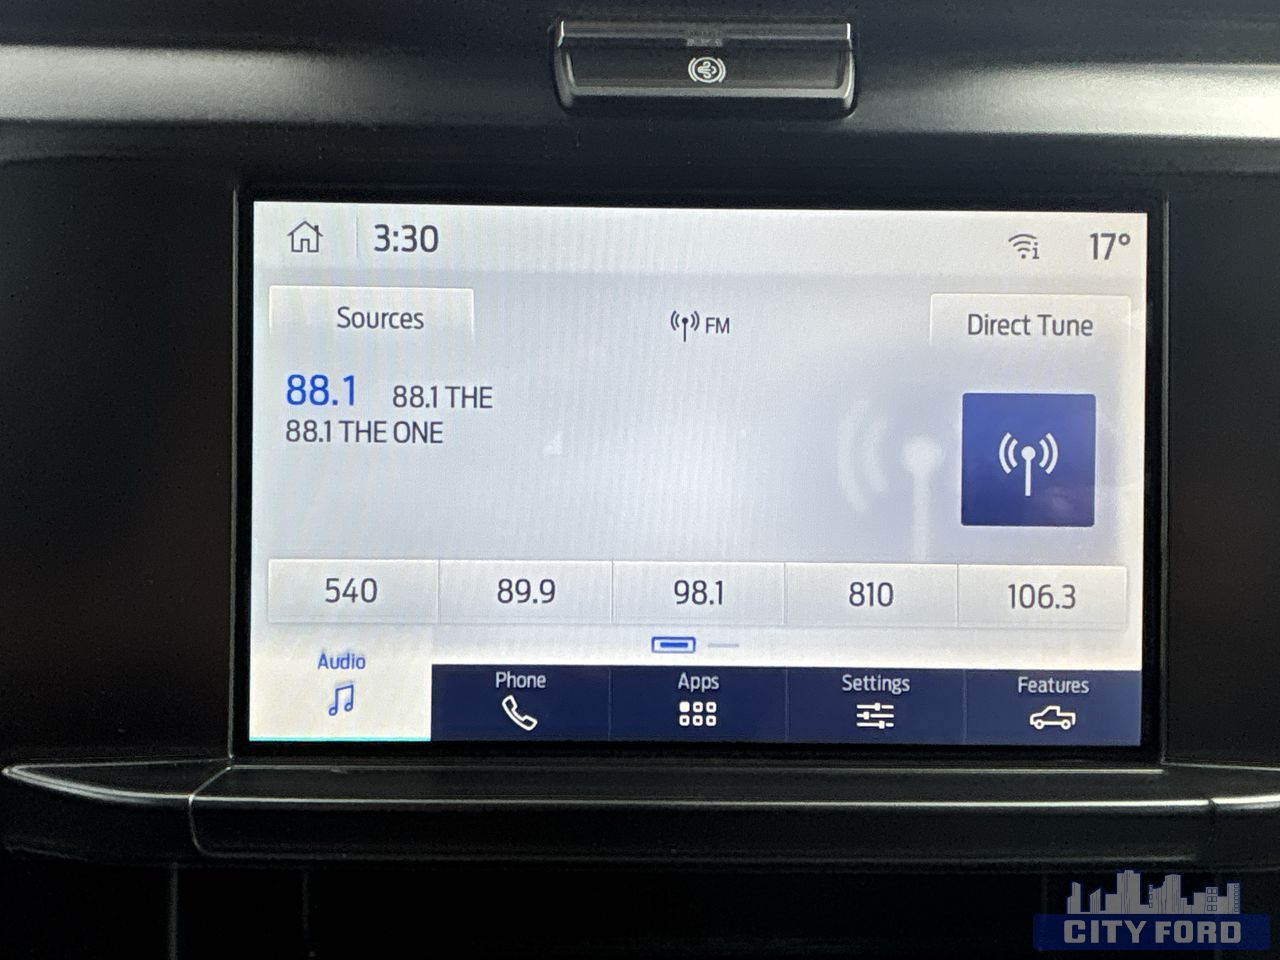 3:30
17°
Sources
FM
Direct Tune
88.1 88.1 THE
88.1 THE ONE
540 89.9 98.1 810 106.3
Audio Phone Apps Settings Features
CITY FORD